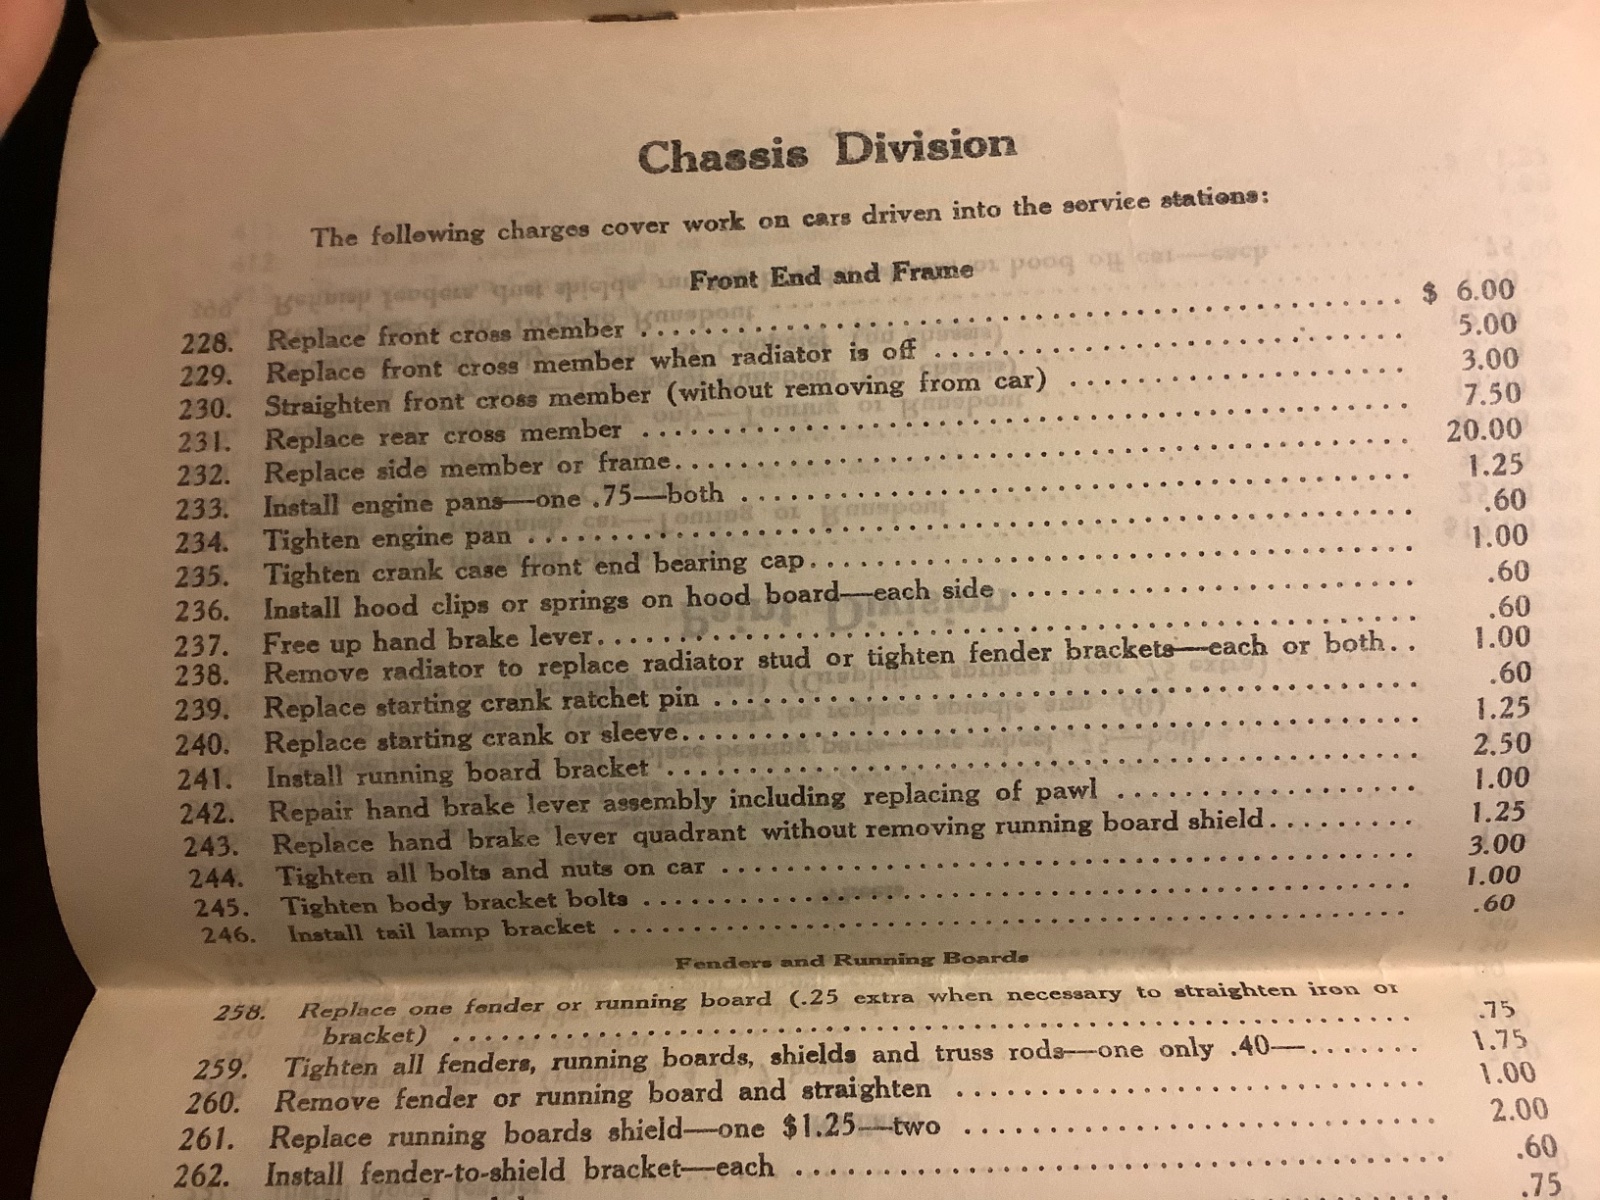 Chassis Division
The following charges cover work on cars driven into the service stations:
Front End and Frame
228. Replace front cross member ........................................ $ 6.00
229. Replace front cross member when radiator is off ........................ 5.00
230. Straighten front cross member (without removing from car) ................ 3.00
231. Replace rear cross member ........................................ 7.50
232. Replace side member or frame...................................... 20.00
233. Install engine pans—one .75—both .................................. 1.25
234. Tighten engine pan .............................................. .60
235. Tighten crank case front end bearing cap.............................. 1.00
236. Install hood clips or springs on hood board—each side .................... .60
237. Free up hand brake lever.......................................... .60
238. Remove radiator to replace radiator stud or tighten fender brackets—each or both.. 1.00
239. Replace starting crank ratchet pin .................................. .60
240. Replace starting crank or sleeve.................................... 1.25
241. Install running board bracket ...................................... 2.50
242. Repair hand brake lever assembly including replacing of pawl .............. 1.00
243. Replace hand brake lever quadrant without removing running board shield......... 1.25
244. Tighten all bolts and nuts on car .................................. 3.00
245. Tighten body bracket bolts ........................................ 1.00
246. Install tail lamp bracket .......................................... .60
Fenders and Running Boards
258. Replace one fender or running board (.25 extra when necessary to straighten iron or
bracket) .................................................. .75
259. Tighten all fenders, running boards, shields and truss rods—one only .40—....... 1.75
260. Remove fender or running board and straighten ........................ 1.00
261. Replace running boards shield—one $1.25—two ........................ 2.00
262. Install fender-to-shield bracket—each ................................ .60
.75